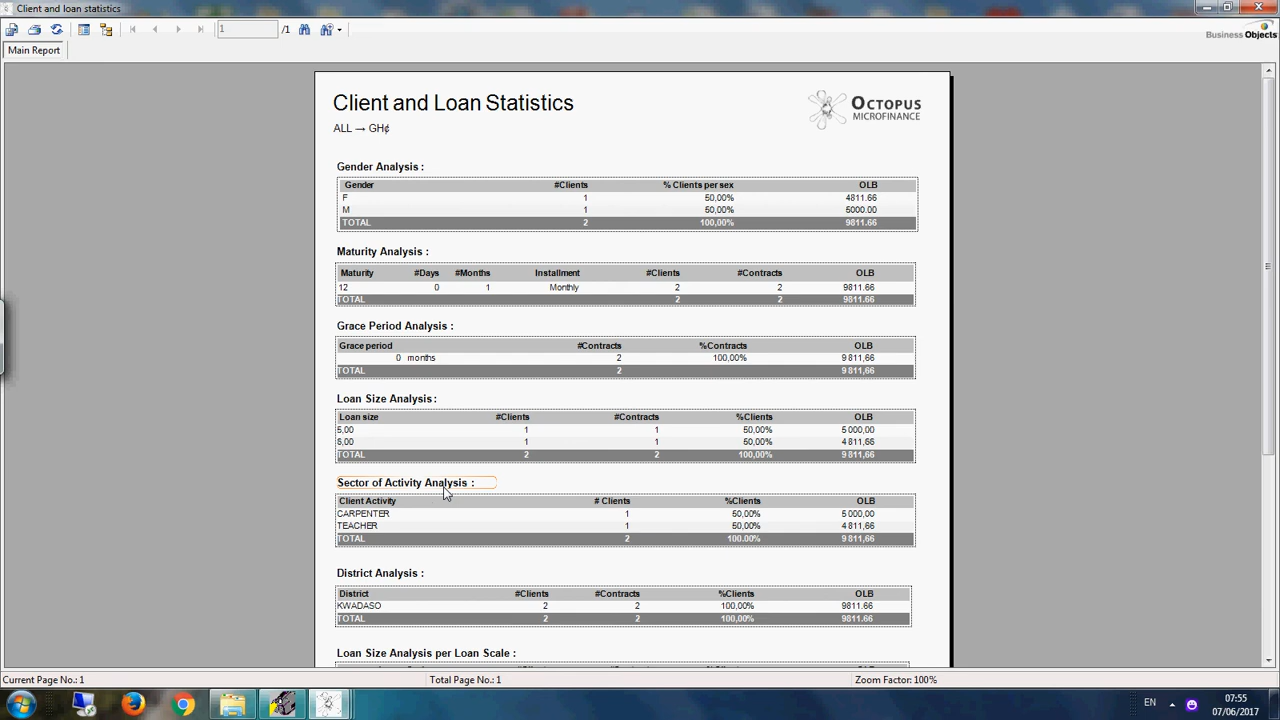 Client and loan statistics
1 /1
Business Objects
Main Report
Client and Loan Statistics
OCTOPUS
MICROFINANCE
ALL → GH¢
Gender Analysis :
Gender #Clients % Clients per sex OLB
F 1 50,00% 4811.66
M 1 50,00% 5000.00
TOTAL 2 100,00% 9811.66
Maturity Analysis :
Maturity #Days #Months Installment #Clients #Contracts OLB
12 0 1 Monthly 2 2 9811.66
TOTAL 2 2 9811.66
Grace Period Analysis :
Grace period #Contracts %Contracts OLB
0 months 2 100,00% 9 811,66
TOTAL 2 9 811,66
Loan Size Analysis:
Loan size #Clients #Contracts %Clients OLB
5,00 1 1 50,00% 5 000,00
8,00 1 1 50,00% 4 811,66
TOTAL 2 2 100,00% 9 811,66
Sector of Activity Analysis :
Client Activity # Clients %Clients OLB
CARPENTER 1 50,00% 5 000,00
TEACHER 1 50,00% 4 811,66
TOTAL 2 100.00% 9 811,66
District Analysis :
District #Clients #Contracts %Clients OLB
KWADASO 2 2 100,00% 9811.66
TOTAL 2 2 100,00% 9811.66
Loan Size Analysis per Loan Scale :
Current Page No.: 1 Total Page No.: 1 Zoom Factor: 100%
EN 07:55
07/06/2017